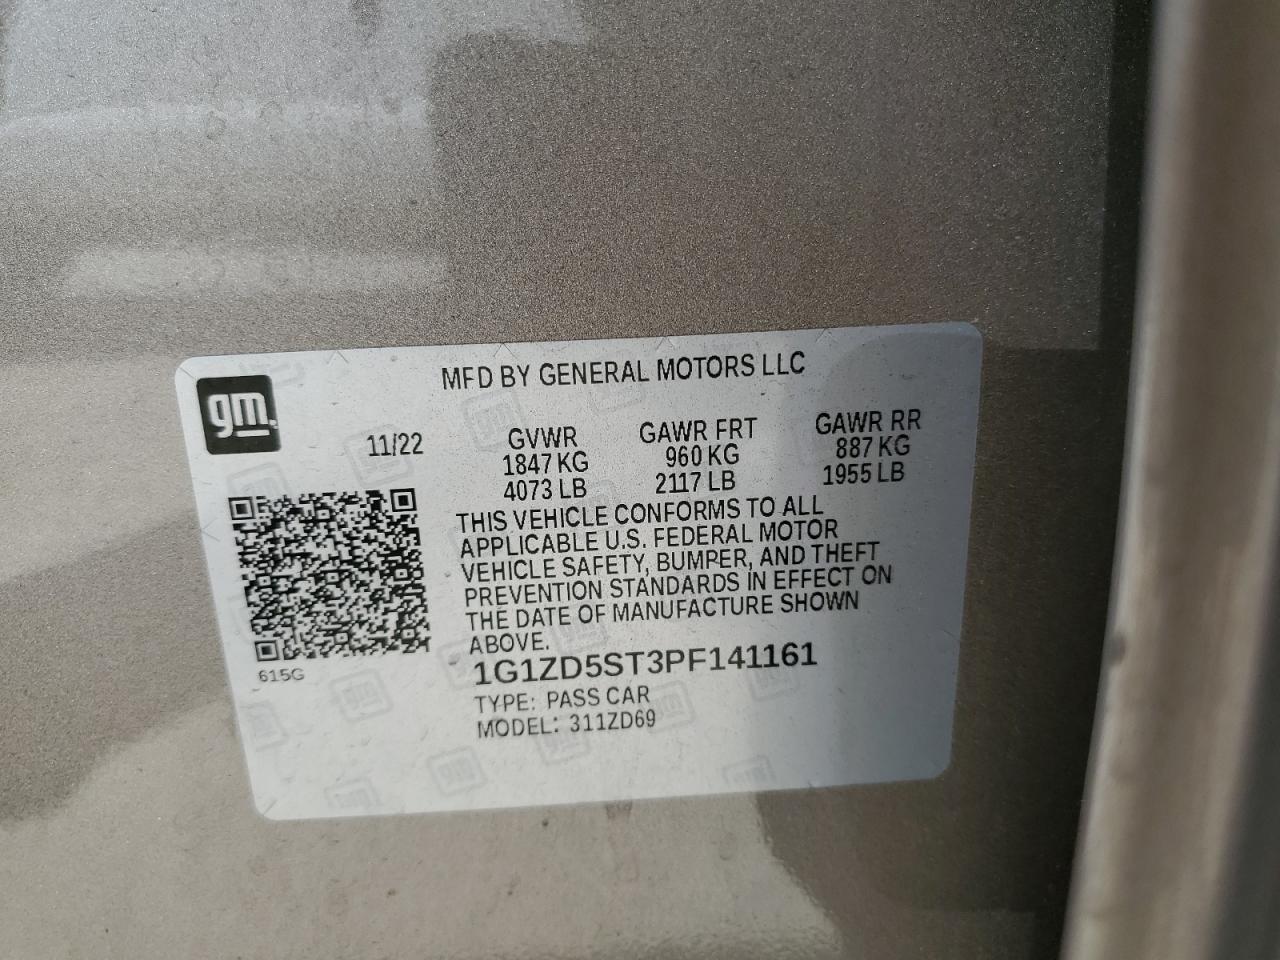 MFD BY GENERAL MOTORS LLC
gm
11/22
GVWR GAWR FRT GAWR RR
1847 KG 960 KG 887 KG
4073 LB 2117 LB 1955 LB
THIS VEHICLE CONFORMS TO ALL
APPLICABLE U.S. FEDERAL MOTOR
VEHICLE SAFETY, BUMPER, AND THEFT
PREVENTION STANDARDS IN EFFECT ON
THE DATE OF MANUFACTURE SHOWN
ABOVE.
1G1ZD5ST3PF141161
615G
TYPE: PASS CAR
MODEL: 311ZD69